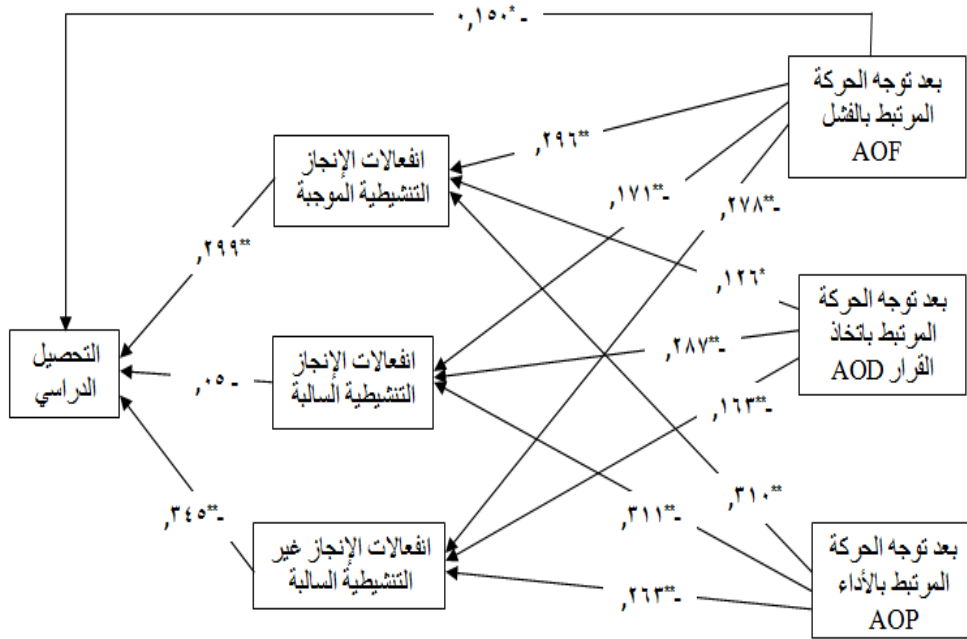 ـ*٠,١٥٠
بعد توجه الحركة
المرتبط بالفشل
AOF
انفعالات الإنجاز
التنشيطية الموجبة
,٢٩٦**
ـ**,١٧١
ـ**,٢٧٨
,٢٩٩**
,١٢٦*
بعد توجه الحركة
المرتبط باتخاذ
القرار AOD
التحصيل
الدراسي
انفعالات الإنجاز
التنشيطية السالبة
ـ ,٠٥
ـ**,٢٨٧
ـ**,١٦٣
ـ**,٣٤٥
انفعالات الإنجاز غير
التنشيطية السالبة
ـ**,٣١١
,٣١٠**
ـ**,٢٦٣
بعد توجه الحركة
المرتبط بالأداء
AOP